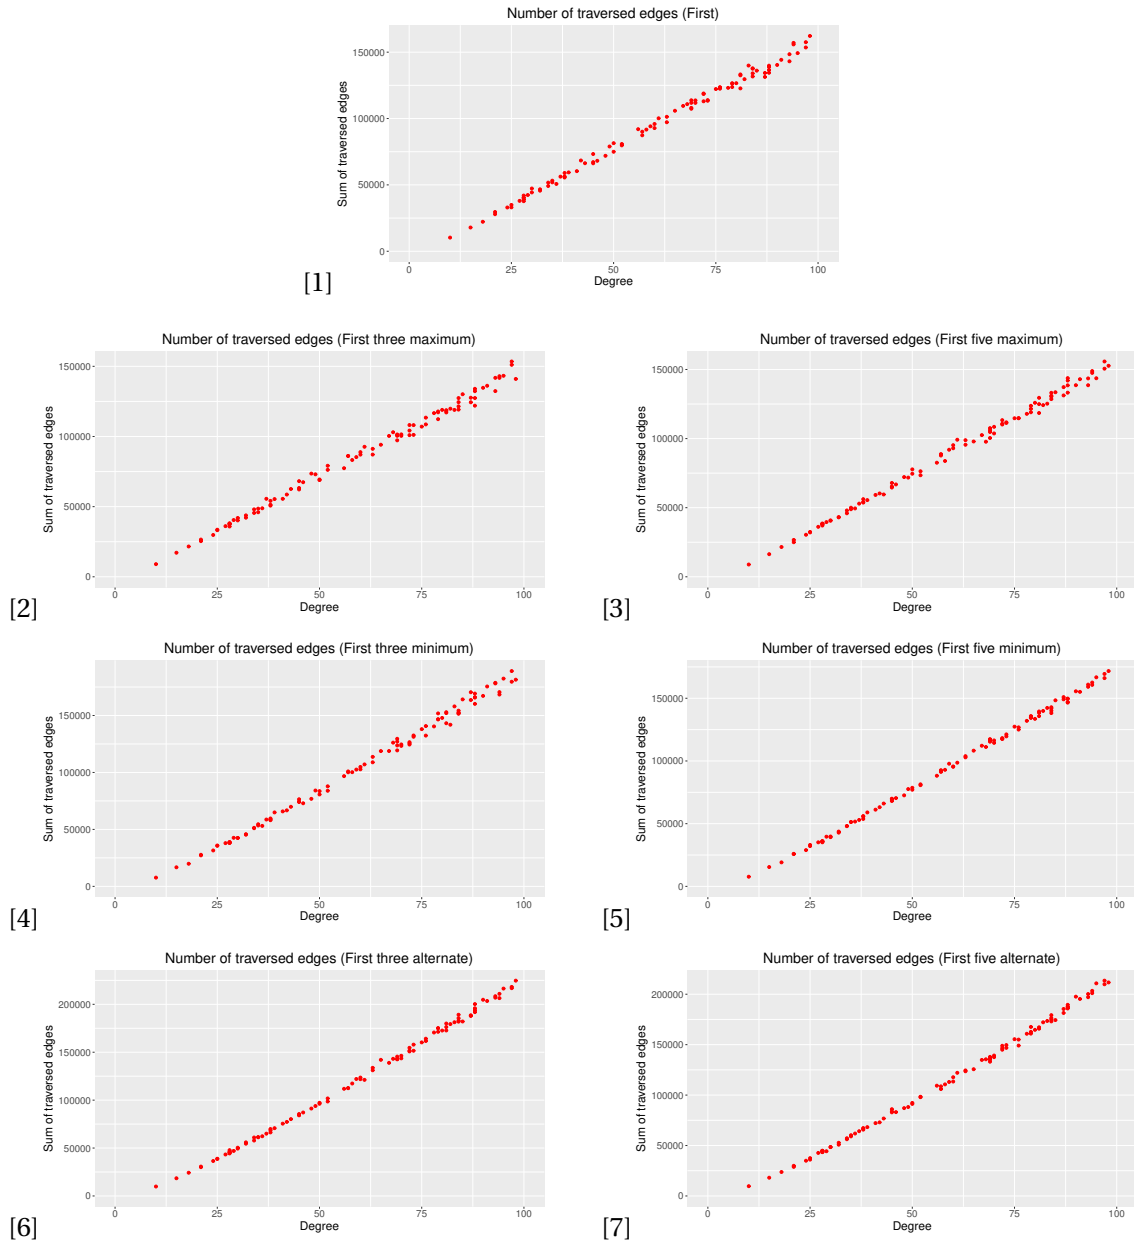 Number of traversed edges (First)
Sum of traversed edges
150000
100000
50000
0
0 25 50 75 100
Degree
[1]
Number of traversed edges (First three maximum)
Sum of traversed edges
150000
100000
50000
0
0 25 50 75 100
Degree
[2]
Number of traversed edges (First five maximum)
Sum of traversed edges
150000
100000
50000
0
0 25 50 75 100
Degree
[3]
Number of traversed edges (First three minimum)
Sum of traversed edges
150000
100000
50000
0
0 25 50 75 100
Degree
[4]
Number of traversed edges (First five minimum)
Sum of traversed edges
150000
100000
50000
0
0 25 50 75 100
Degree
[5]
Number of traversed edges (First three alternate)
Sum of traversed edges
200000
150000
100000
50000
0
0 25 50 75 100
Degree
[6]
Number of traversed edges (First five alternate)
Sum of traversed edges
200000
150000
100000
50000
0
0 25 50 75 100
Degree
[7]